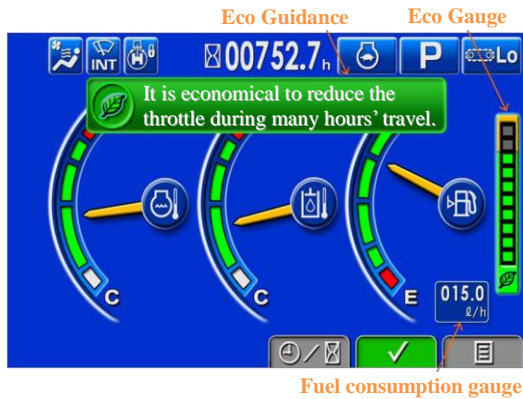 Eco Guidance
Eco Gauge
INT
00752.7h
P
Lo
It is economical to reduce the
throttle during many hours' travel.
C
C
E
015.0
ℓ/h
Fuel consumption gauge